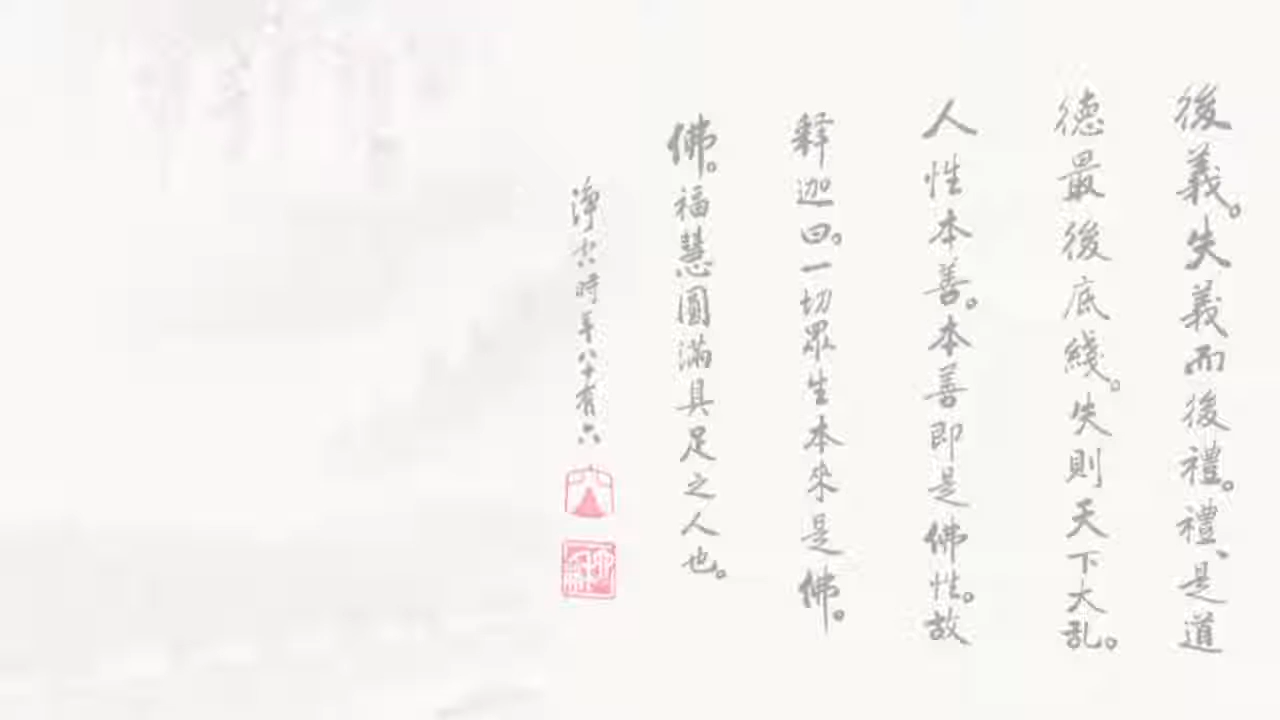 後義。失義而後禮。禮、是道
德最後底綫。失則天下大乱。
人性本善。本善即是佛性。故
释迦曰。一切眾生本來是佛。
佛。福慧圓滿具足之人也。
淨空時年八十有六